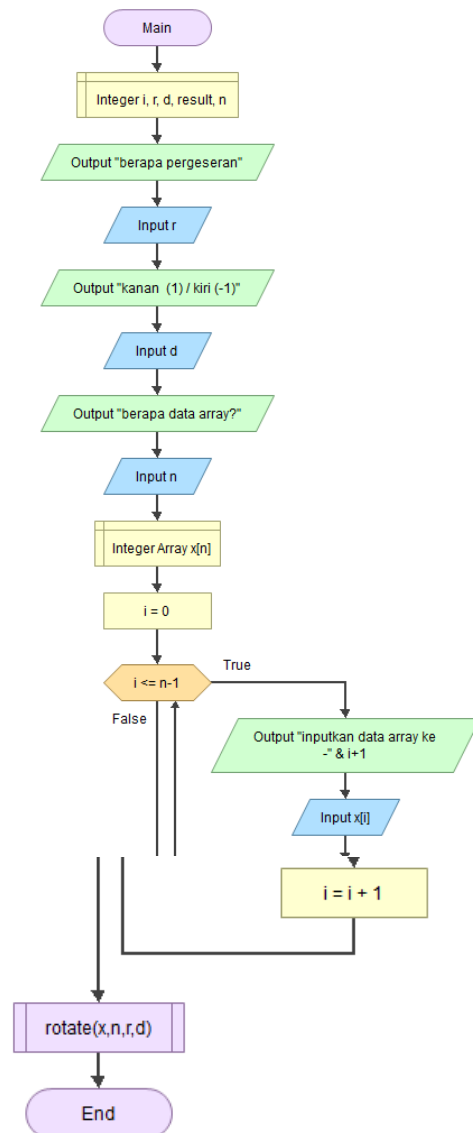 Main
Integer i, r, d, result, n
Output "berapa pergeseran"
Input r
Output "kanan  (1) / kiri (-1)"
Input d
Output "berapa data array?"
Input n
Integer Array x[n]
i = 0
i <= n-1
True
False
Output "inputkan data array ke
-" & i+1
Input x[i]
i = i + 1
rotate(x,n,r,d)
End